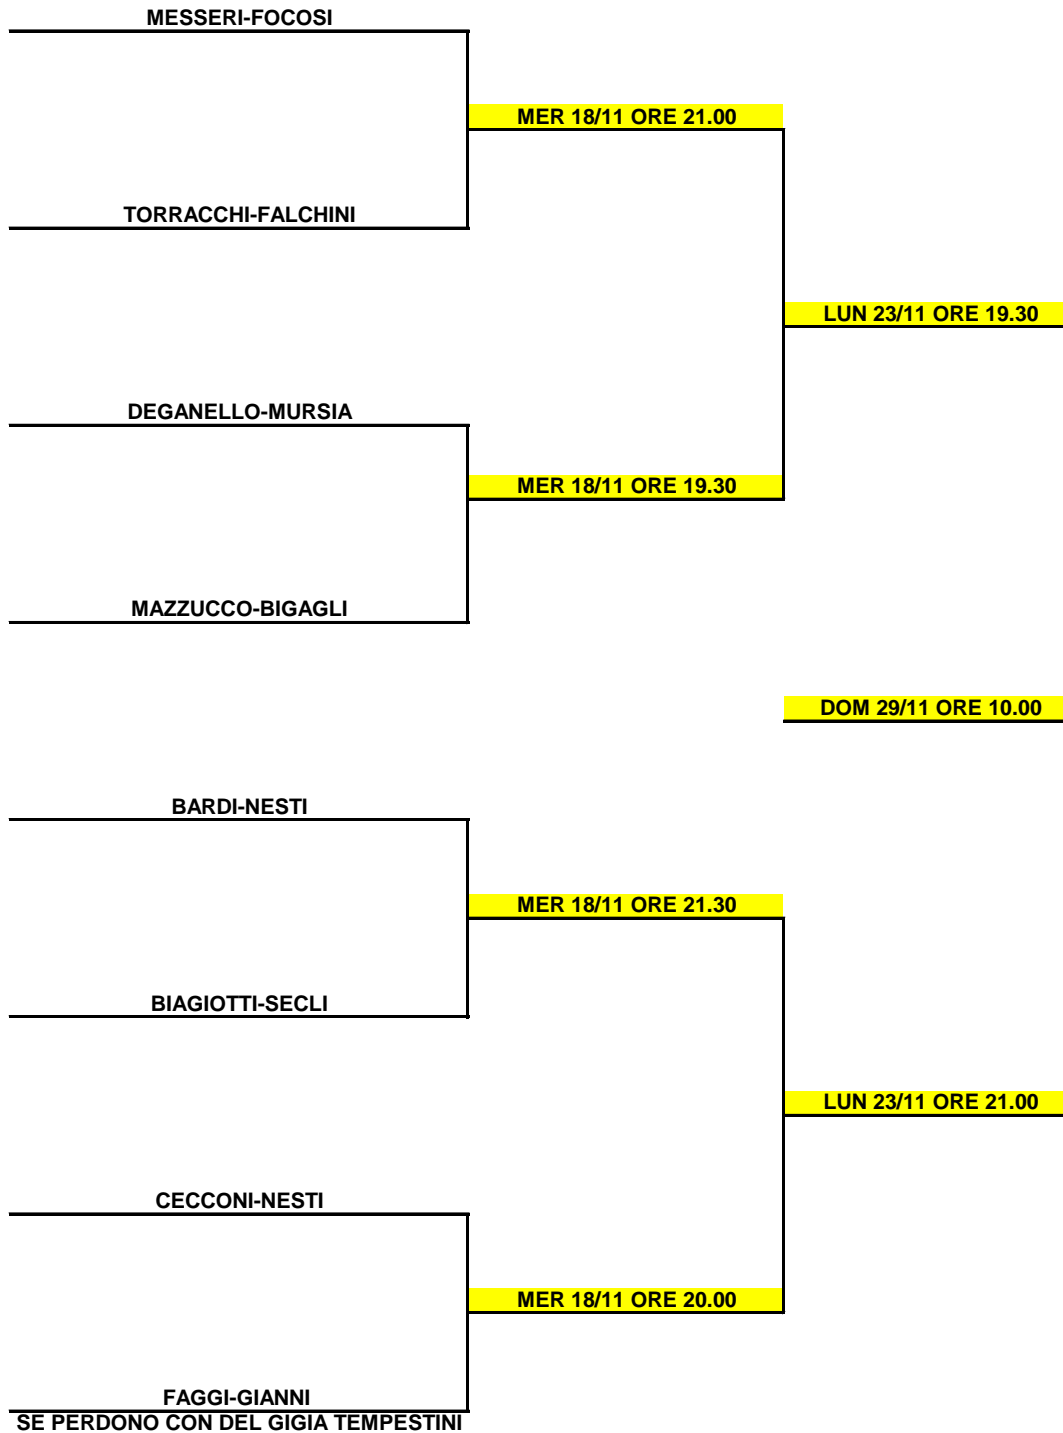 MESSERI-FOCOSI
MER 18/11 ORE 21.00
TORRACCHI-FALCHINI
LUN 23/11 ORE 19.30
DEGANELLO-MURSIA
MER 18/11 ORE 19.30
MAZZUCCO-BIGAGLI
DOM 29/11 ORE 10.00
BARDI-NESTI
MER 18/11 ORE 21.30
BIAGIOTTI-SECLI
LUN 23/11 ORE 21.00
CECCONI-NESTI
MER 18/11 ORE 20.00
FAGGI-GIANNI
SE PERDONO CON DEL GIGIA TEMPESTINI